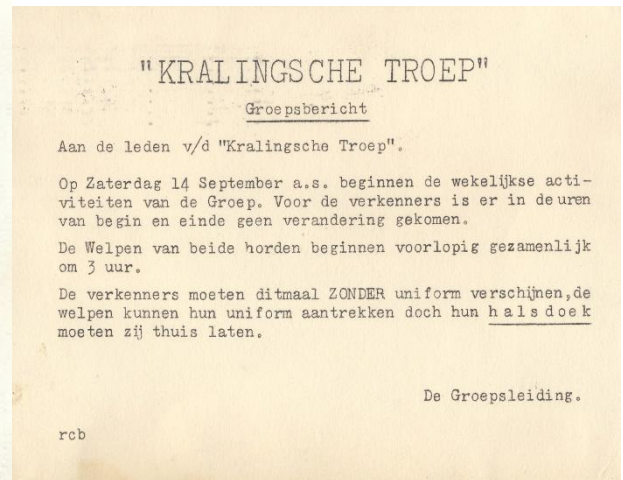 "KRALINGSCHE TROEP"
Groepsbericht
Aan de leden v/d "Kralingsche Troep".
Op Zaterdag 14 September a.s. beginnen de wekelijkse acti-
viteiten van de Groep. Voor de verkenners is er in de uren
van begin en einde geen verandering gekomen.
De Welpen van beide horden beginnen voorlopig gezamenlijk
om 3 uur.
De verkenners moeten ditmaal ZONDER uniform verschijnen, de
welpen kunnen hun uniform aantrekken doch hun h a l s d o e k
moeten zij thuis laten.
De Groepsleiding.
rcb